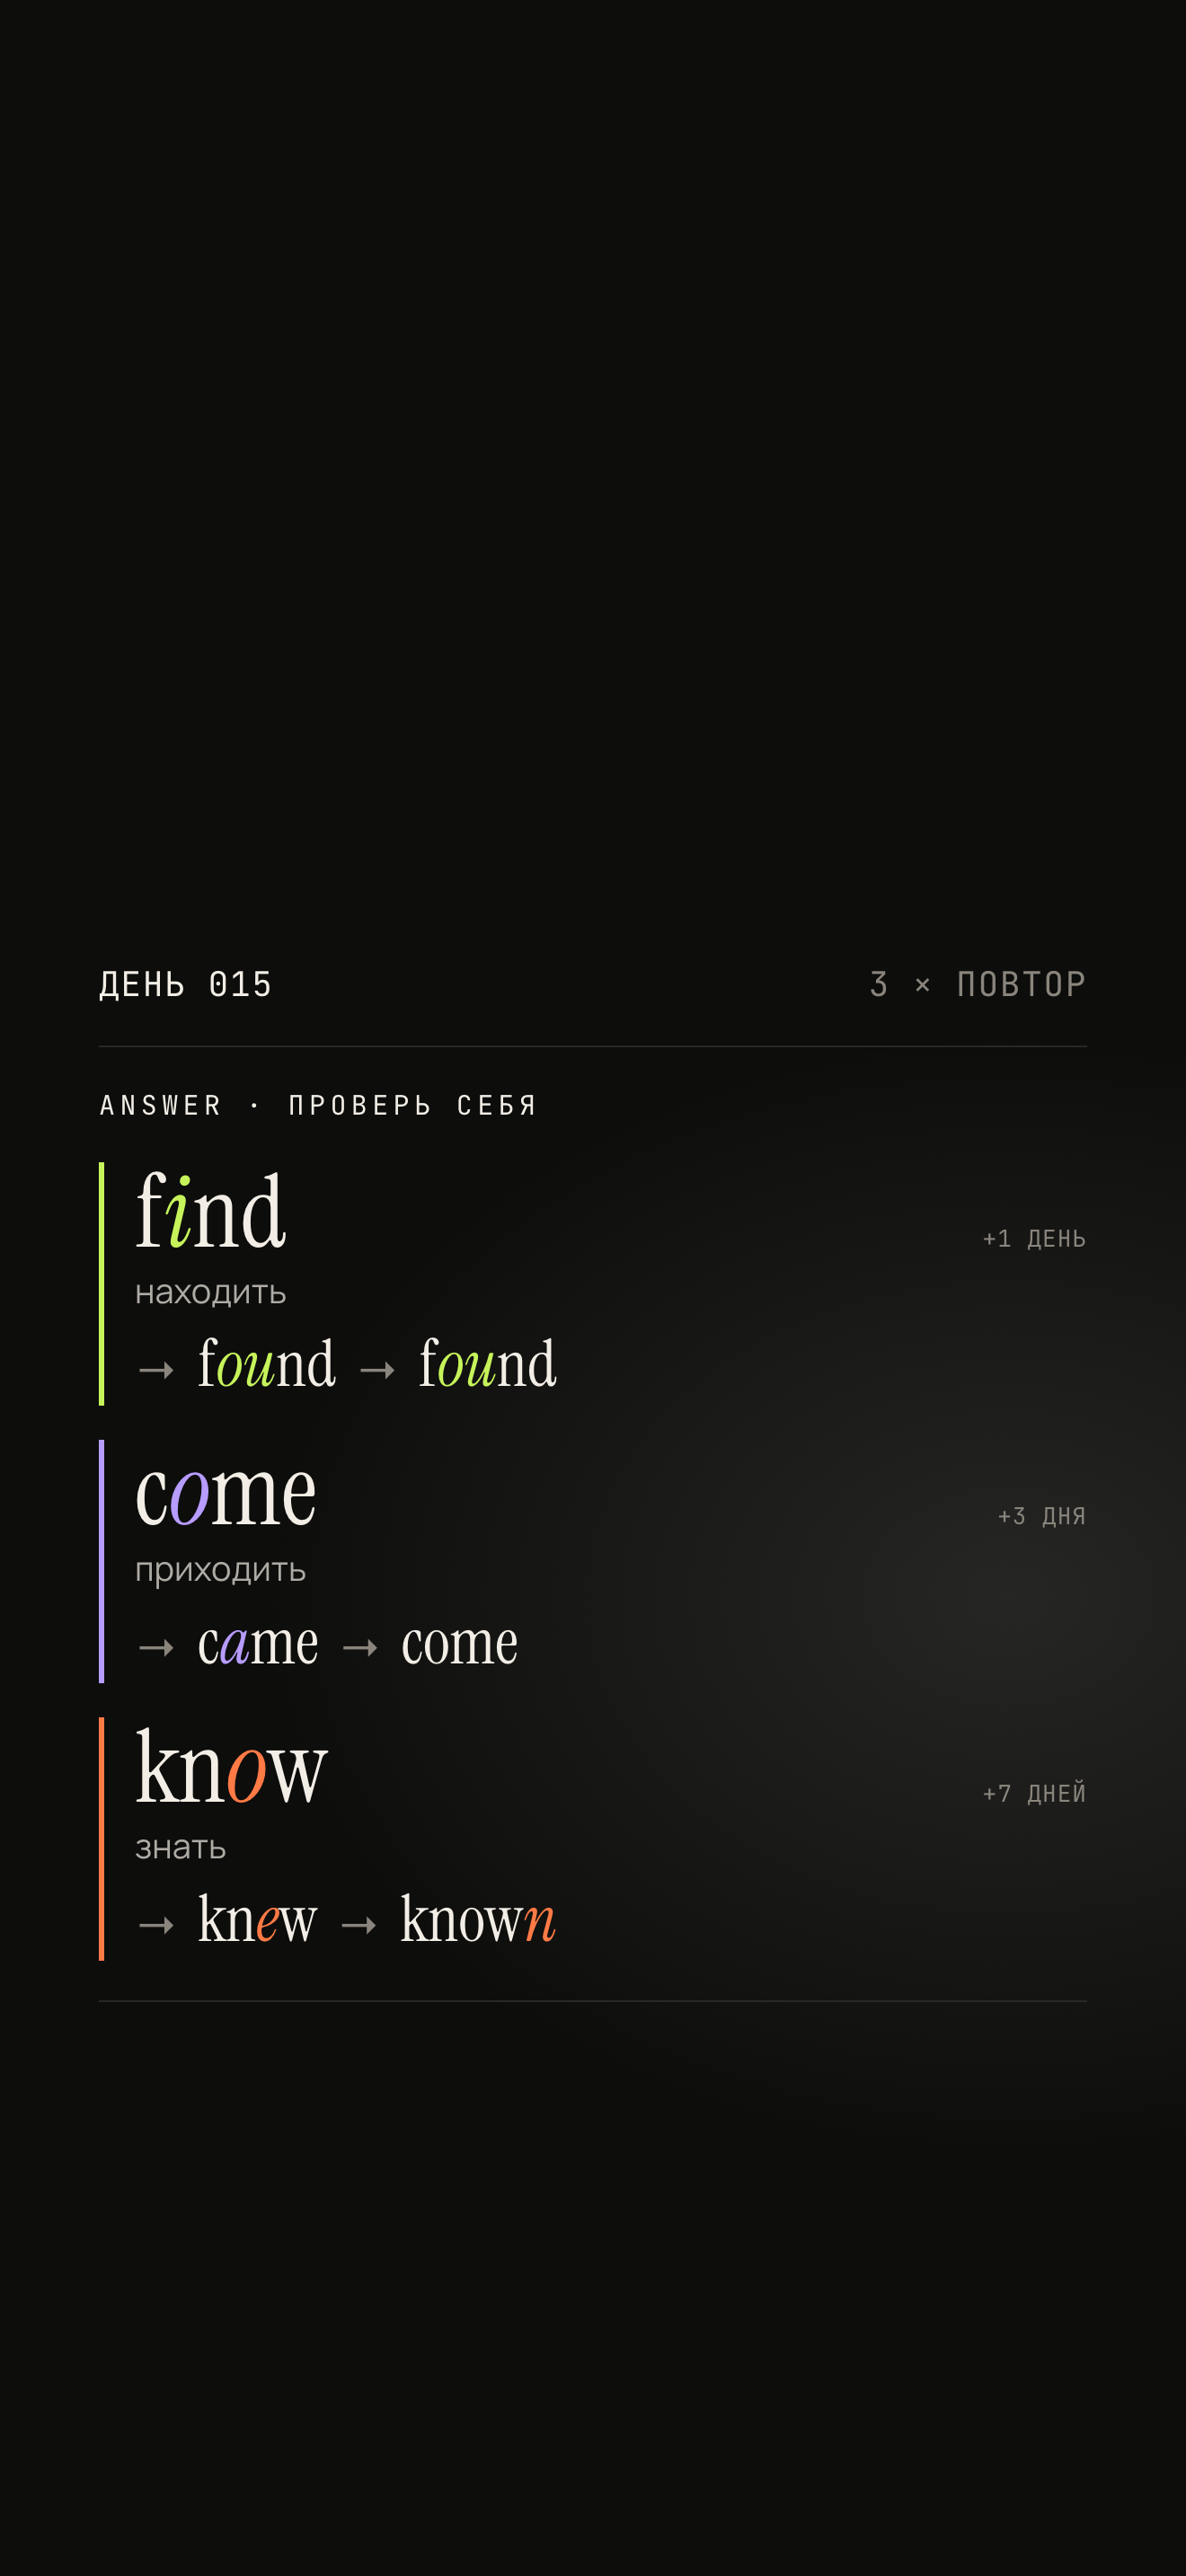 ДЕНЬ 015
3 × ПОВТОР
ANSWER · ПРОВЕРЬ СЕБЯ
find
+1 ДЕНЬ
находить
→ found → found
come
+3 ДНЯ
приходить
→ came → come
know
+7 ДНЕЙ
знать
→ knew → known